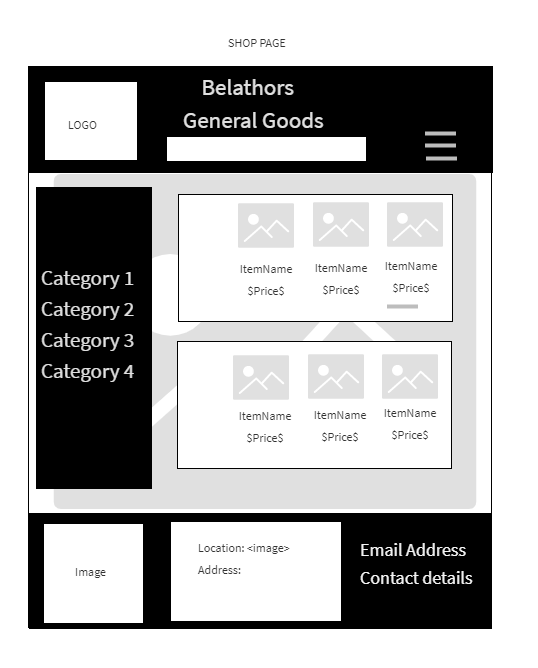 SHOP PAGE
LOGO
Belathors
General Goods
Category 1
Category 2
Category 3
Category 4
ItemName ItemName ItemName
$Price$ $Price$ $Price$
ItemName ItemName ItemName
$Price$ $Price$ $Price$
Image
Location: <image>
Address:
Email Address
Contact details